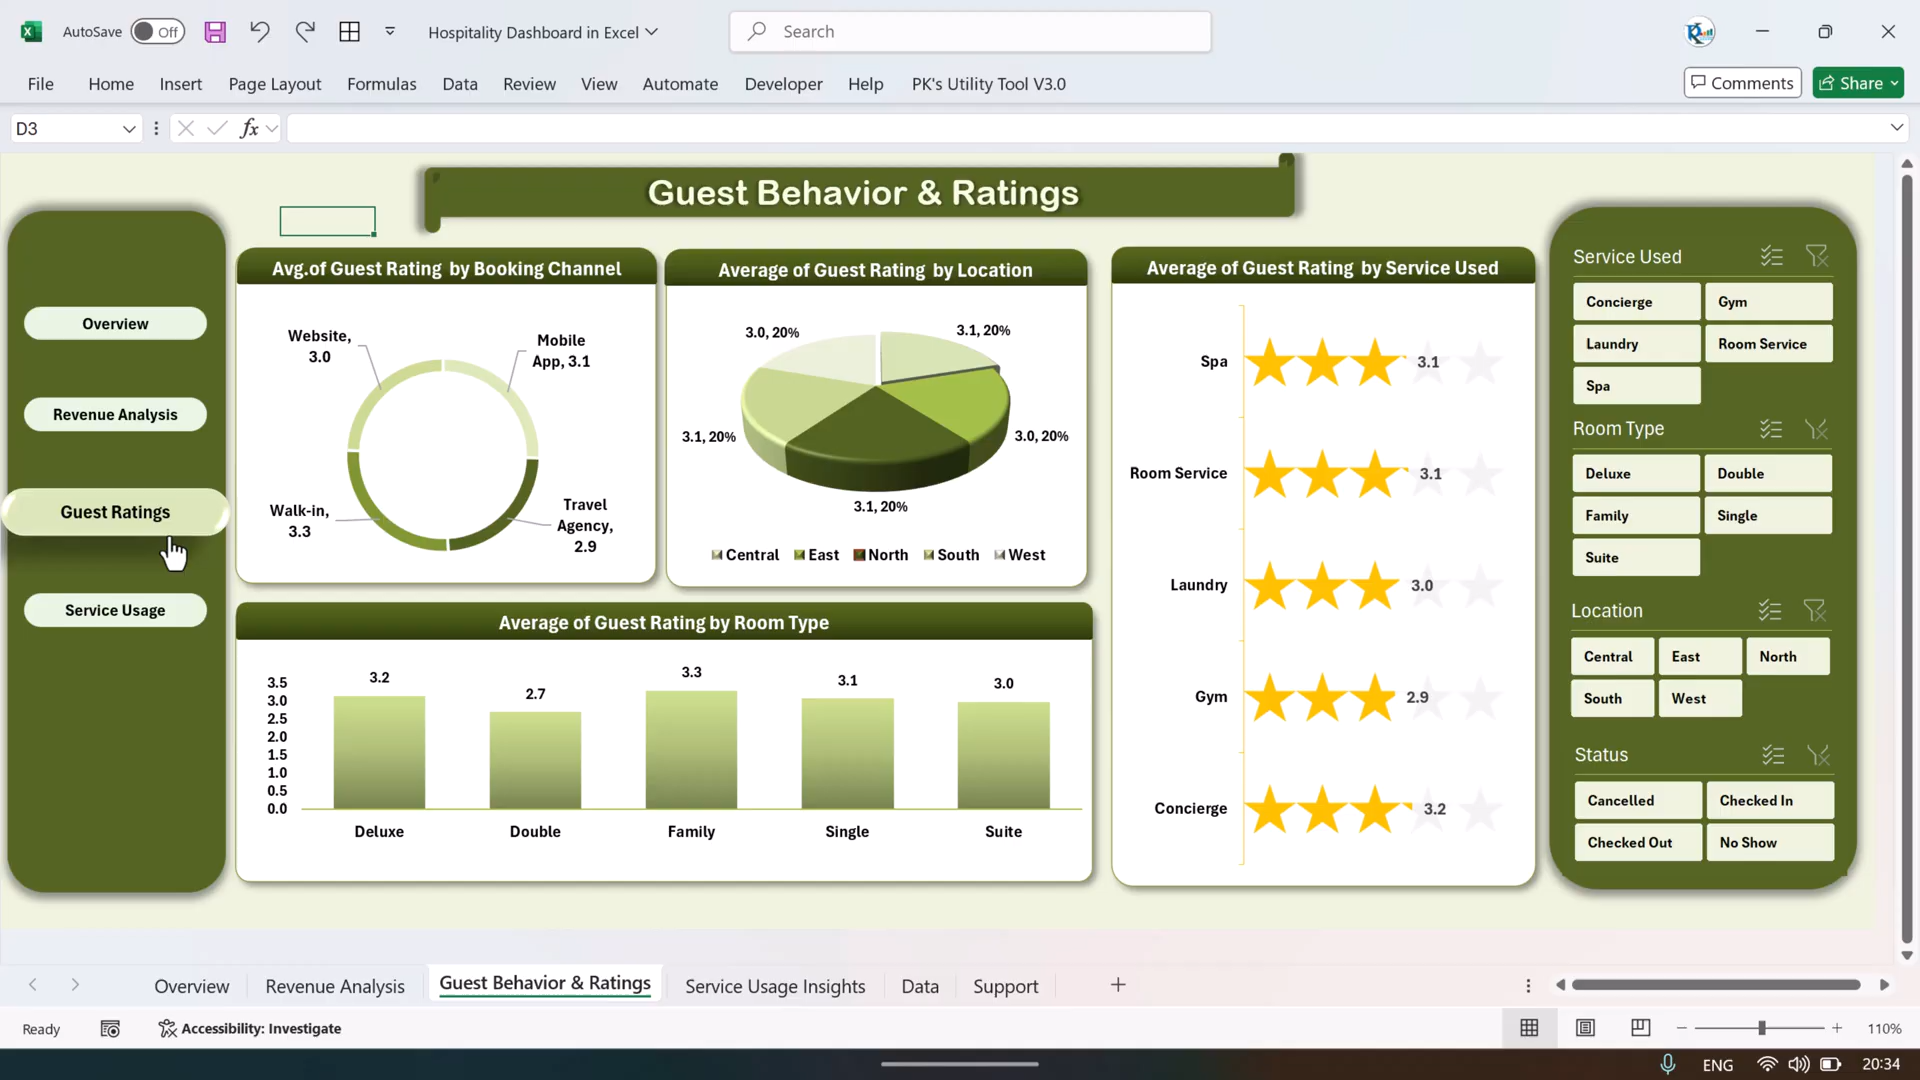 AutoSave Off
Hospitality Dashboard in Excel
Search
File Home Insert Page Layout Formulas Data Review View Automate Developer Help PK's Utility Tool V3.0
Comments Share
D3
fx
Guest Behavior & Ratings
Overview
Revenue Analysis
Guest Ratings
Service Usage
Avg.of Guest Rating by Booking Channel
Website,
3.0
Mobile
App, 3.1
Walk-in,
3.3
Travel
Agency,
2.9
Average of Guest Rating by Location
3.0, 20%
3.1, 20%
3.1, 20%
3.0, 20%
3.1, 20%
Central East North South West
Average of Guest Rating by Service Used
Spa 3.1
Room Service 3.1
Laundry 3.0
Gym 2.9
Concierge 3.2
Average of Guest Rating by Room Type
3.5
3.0
2.5
2.0
1.5
1.0
0.5
0.0
3.2 2.7 3.3 3.1 3.0
Deluxe Double Family Single Suite
Service Used
Concierge Gym
Laundry Room Service
Spa
Room Type
Deluxe Double
Family Single
Suite
Location
Central East North
South West
Status
Cancelled Checked In
Checked Out No Show
Overview Revenue Analysis Guest Behavior & Ratings Service Usage Insights Data Support
Ready Accessibility: Investigate 110%
ENG 20:34